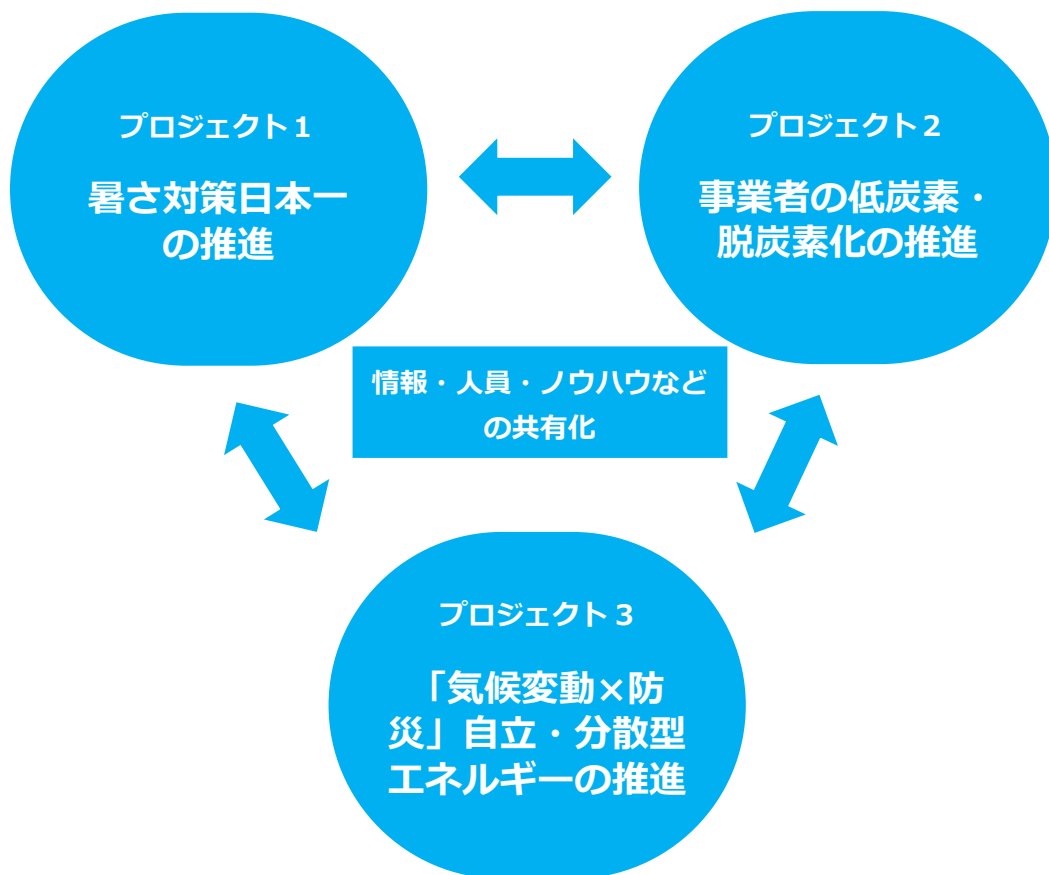 プロジェクト１
暑さ対策日本一
の推進
プロジェクト２
事業者の低炭素・
脱炭素化の推進
情報・人員・ノウハウなど
の共有化
プロジェクト３
「気候変動×防
災」自立・分散型
エネルギーの推進